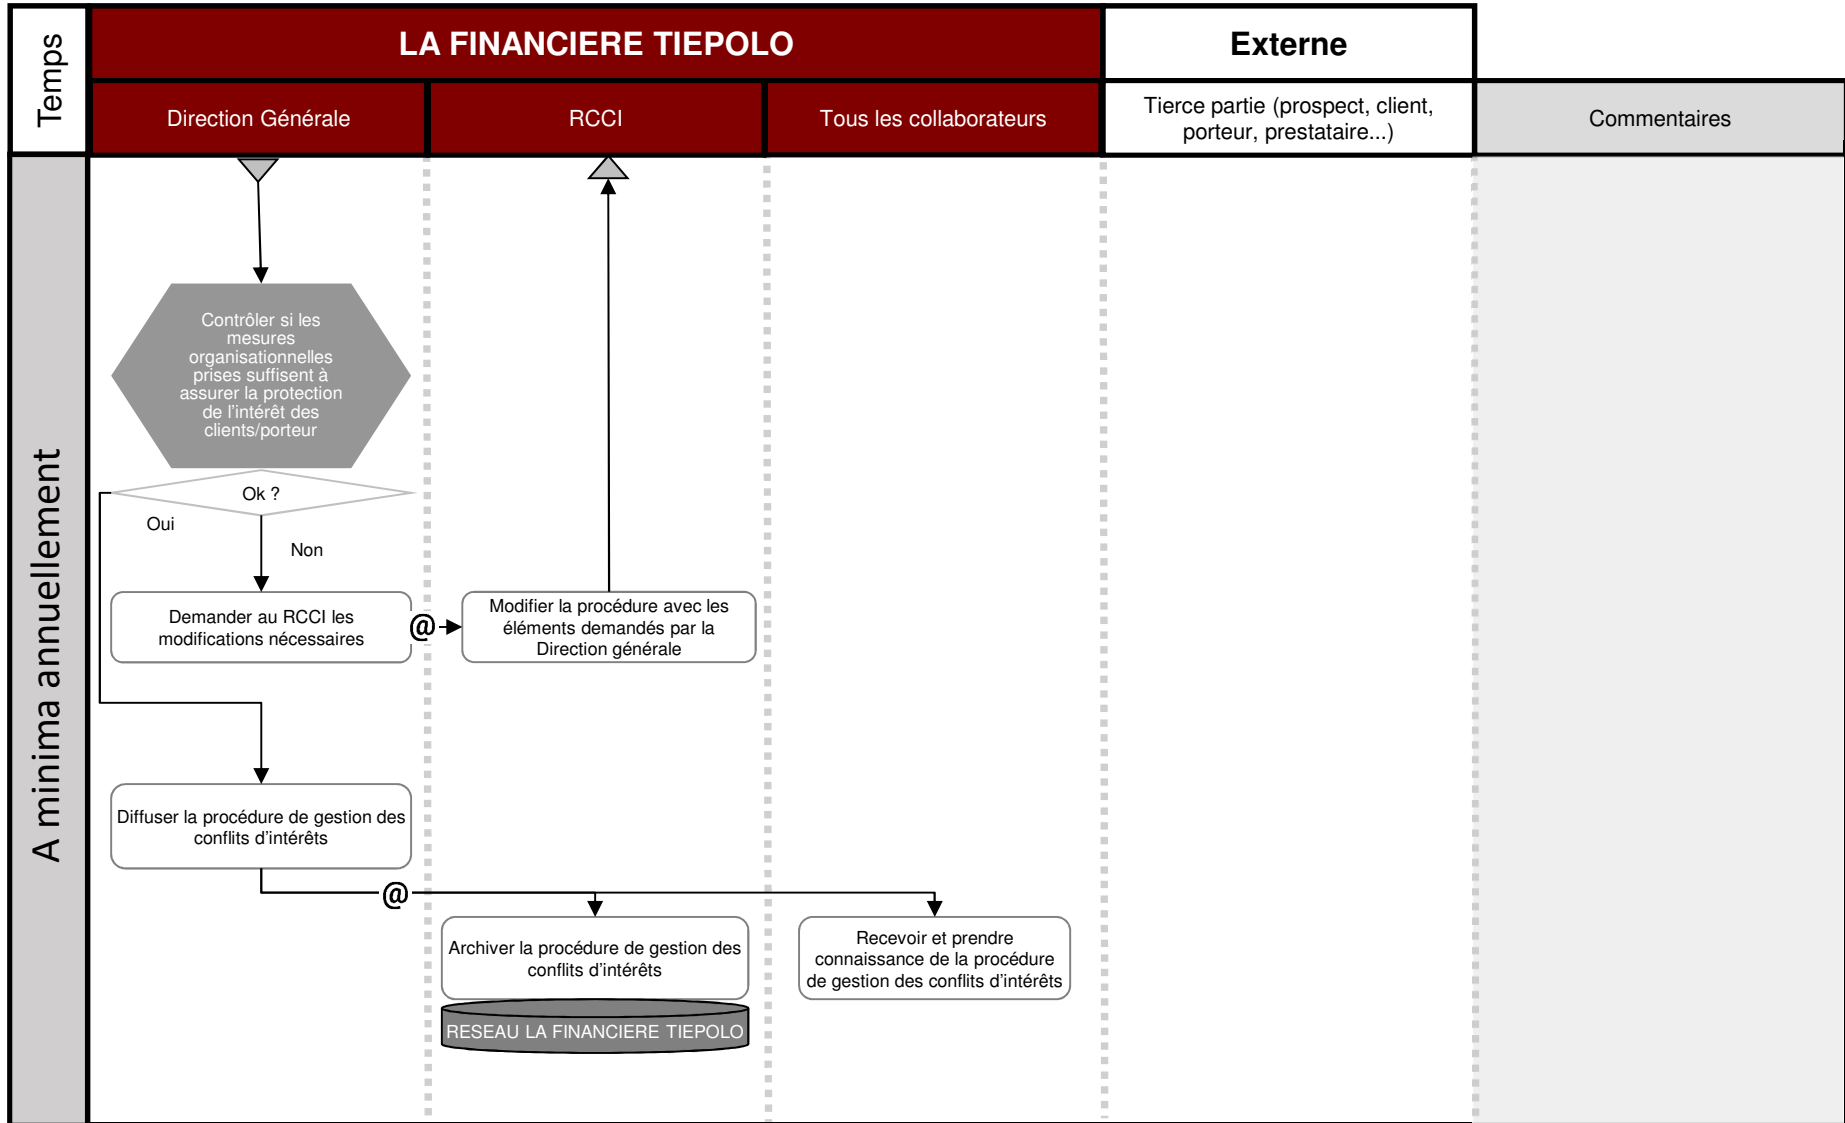 Temps
LA FINANCIERE TIEPOLO
Externe
Direction Générale
RCCI
Tous les collaborateurs
Tierce partie (prospect, client,
porteur, prestataire...)
Commentaires
A minima annuellement
Contrôler si les
mesures
organisationnelles
prises suffisent à
assurer la protection
de l'intérêt des
clients/porteur
Ok ?
Oui
Non
Demander au RCCI les
modifications nécessaires
@
Modifier la procédure avec les
éléments demandés par la
Direction générale
Diffuser la procédure de gestion des
conflits d'intérêts
@
Archiver la procédure de gestion des
conflits d'intérêts
RESEAU LA FINANCIERE TIEPOLO
Recevoir et prendre
connaissance de la procédure
de gestion des conflits d'intérêts